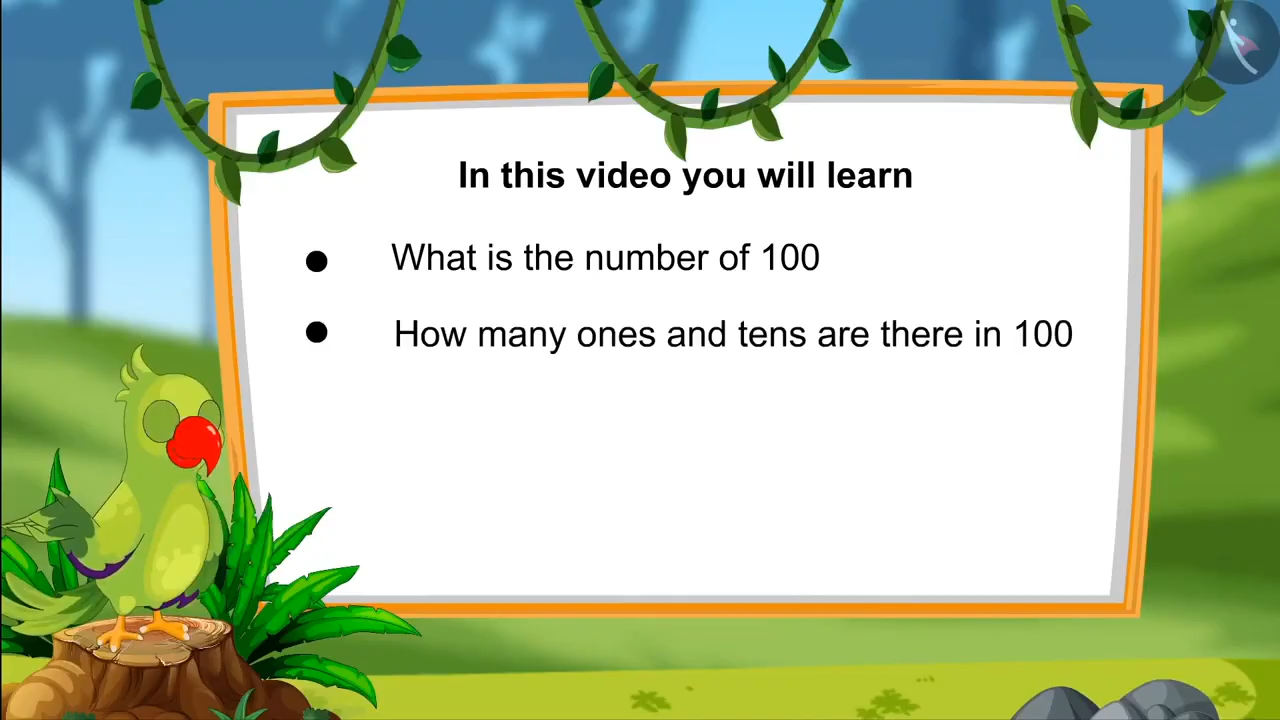 In this video you will learn
● What is the number of 100
● How many ones and tens are there in 100